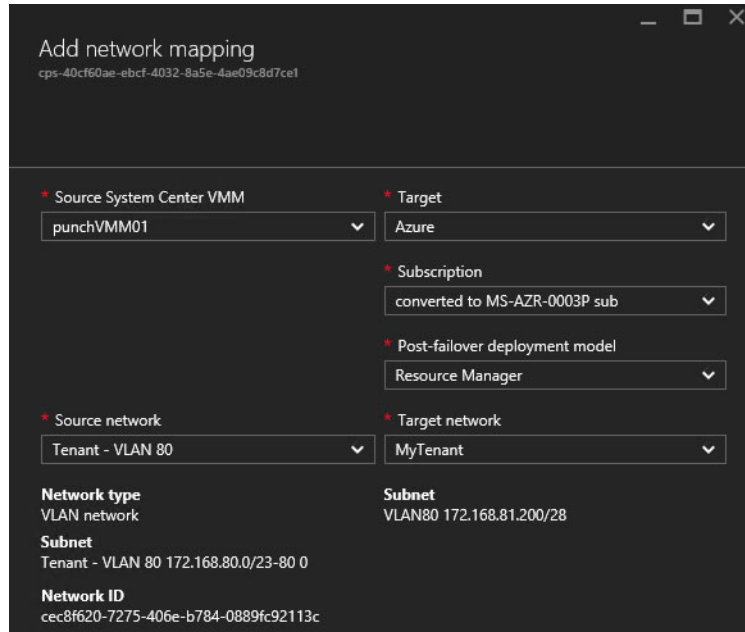 Add network mapping
cps-40cf60ae-ebcf-4032-8a5e-4ae09c8d7ce1
* Source System Center VMM
punchVMM01
* Target
Azure
* Subscription
converted to MS-AZR-0003P sub
* Post-failover deployment model
Resource Manager
* Source network
Tenant - VLAN 80
* Target network
MyTenant
Network type
VLAN network
Subnet
Tenant - VLAN 80 172.168.80.0/23-80 0
Network ID
cec8f620-7275-406e-b784-0889fc92113c
Subnet
VLAN80 172.168.81.200/28